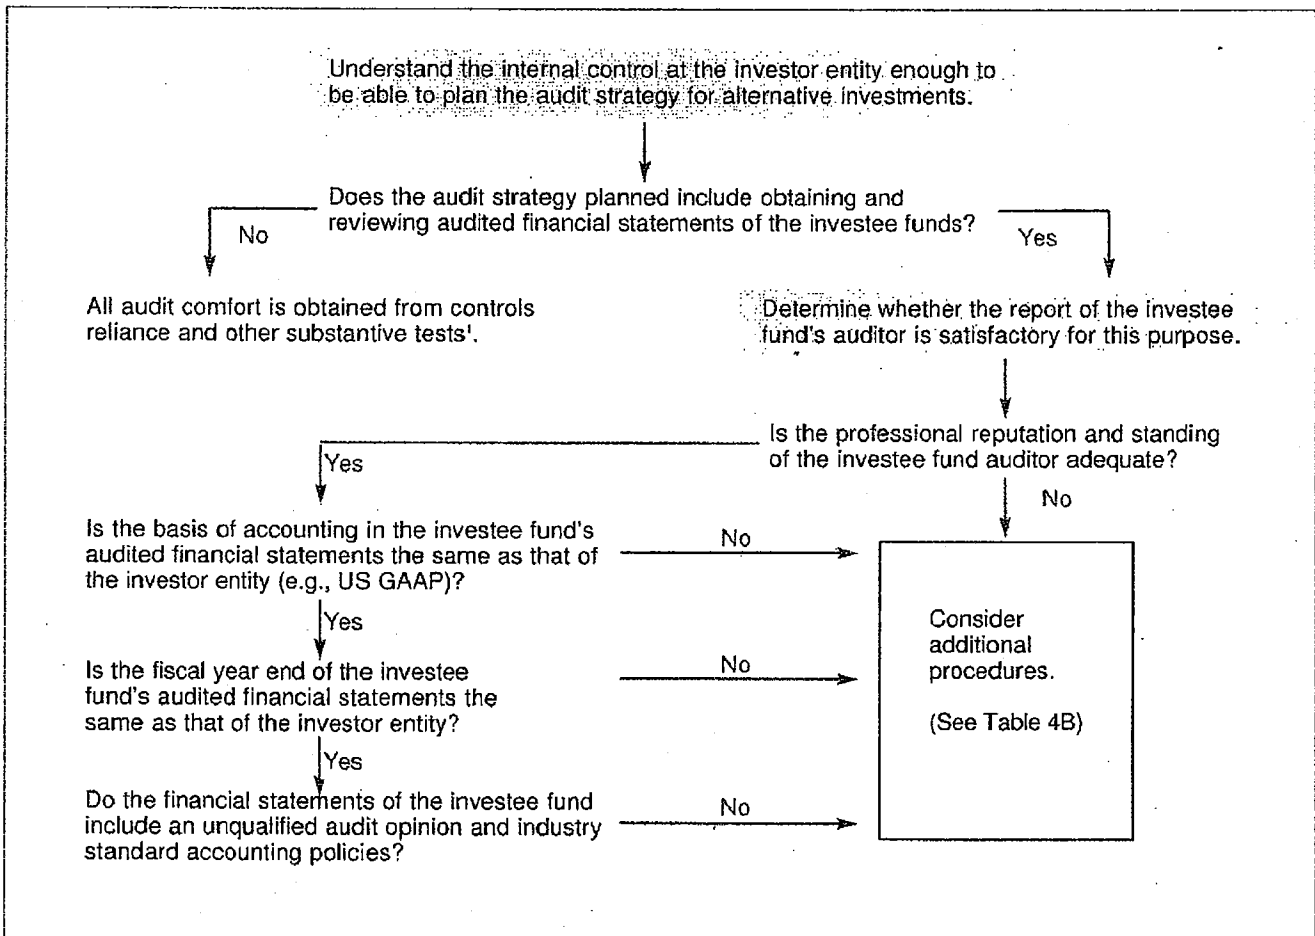 Understand the internal control at the investor entity enough to
be able to plan the audit strategy for alternative investments.
Does the audit strategy planned include obtaining and
reviewing audited financial statements of the investee funds?
No
Yes
All audit comfort is obtained from controls
reliance and other substantive tests¹.
Determine whether the report of the investee
fund's auditor is satisfactory for this purpose.
Is the professional reputation and standing
of the investee fund auditor adequate?
Yes
No
Is the basis of accounting in the investee fund's
audited financial statements the same as that of
the investor entity (e.g., US GAAP)?
No
Consider
additional
procedures.
(See Table 4B)
Yes
Is the fiscal year end of the investee
fund's audited financial statements the
same as that of the investor entity?
No
Yes
Do the financial statements of the investee fund
include an unqualified audit opinion and industry
standard accounting policies?
No